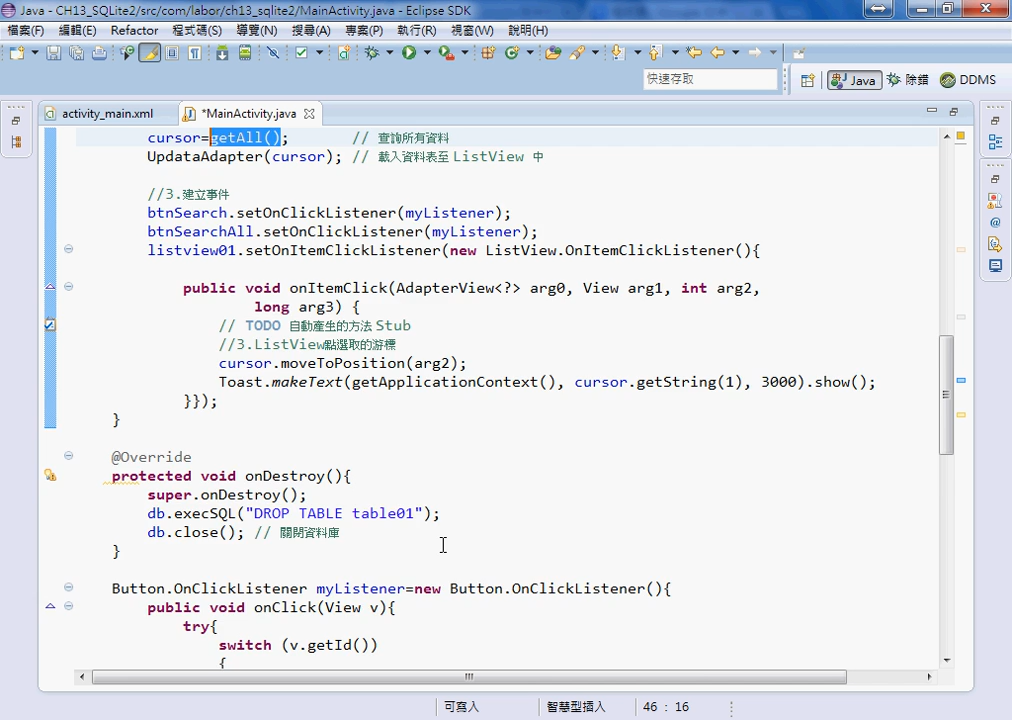 Java - CH13_SQLite2/src/com/labor/ch13_sqlite2/MainActivity.java - Eclipse SDK
檔案(F) 編輯(E) Refactor 程式碼(S) 導覽(N) 搜尋(A) 專案(P) 執行(R) 視窗(W) 說明(H)
快速存取
Java 除錯 DDMS
activity_main.xml *MainActivity.java
cursor=getAll(); // 查詢所有資料
UpdataAdapter(cursor); // 載入資料表至 ListView 中
//3.建立事件
btnSearch.setOnClickListener(myListener);
btnSearchAll.setOnClickListener(myListener);
listview01.setOnItemClickListener(new ListView.OnItemClickListener(){
public void onItemClick(AdapterView<?> arg0, View arg1, int arg2,
long arg3) {
// TODO 自動產生的方法 Stub
//3.ListView點選取的游標
cursor.moveToPosition(arg2);
Toast.makeText(getApplicationContext(), cursor.getString(1), 3000).show();
}});
}
@Override
protected void onDestroy(){
super.onDestroy();
db.execSQL("DROP TABLE table01");
db.close(); // 關閉資料庫
}
Button.OnClickListener myListener=new Button.OnClickListener(){
public void onClick(View v){
try{
switch (v.getId())
{
可寫入 智慧型插入 46 : 16